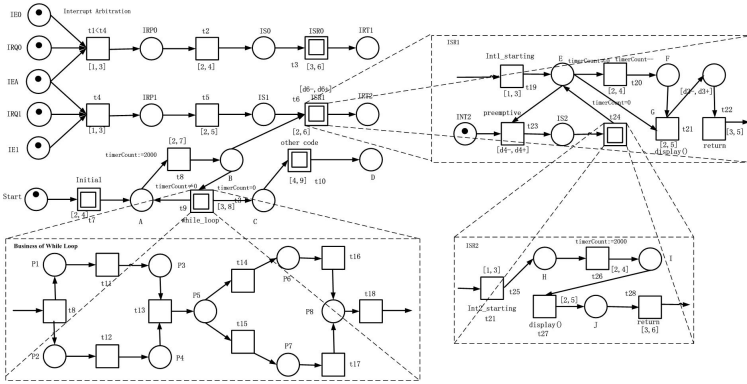 IE0
Interrupt Arbitration
IRQ0
t1<t4
[1,3]
IRP0
t2
[2,4]
IS0
t3
ISR0
[3,6]
IRT1
IEA
IRQ1
t4
[1,3]
IRP1
t5
[2,5]
IS1
t6
[d6-,d6+]
ISR1
[2,6]
IRT2
IE1
Start
Initial
[2,4]
t7
timerCount:=2000
[2,7]
t8
B
A
timerCount≠0
timerCount=0
t9
while_loop
[3,8]
C
other code
[4,9]
t10
D
Business of While Loop
P1
t11
P3
t8
t13
P2
t12
P4
P5
t14
t15
P6
P7
t16
P8
t17
t18
ISR1
Int1_starting
[1,3]
t19
E
timerCount≠0
TimerCount--
[2,4]
t20
F
timerCount=0
G
[d3-,d3+]
t21
[2,5]
display()
t22
return
[3,5]
INT2
preemptive
t23
[d4-,d4+]
IS2
t24
ISR2
[1,3]
t25
Int2_starting
t21
H
timerCount:=2000
t26
[2,4]
I
[2,5]
display()
t27
J
t28
return
[3,6]